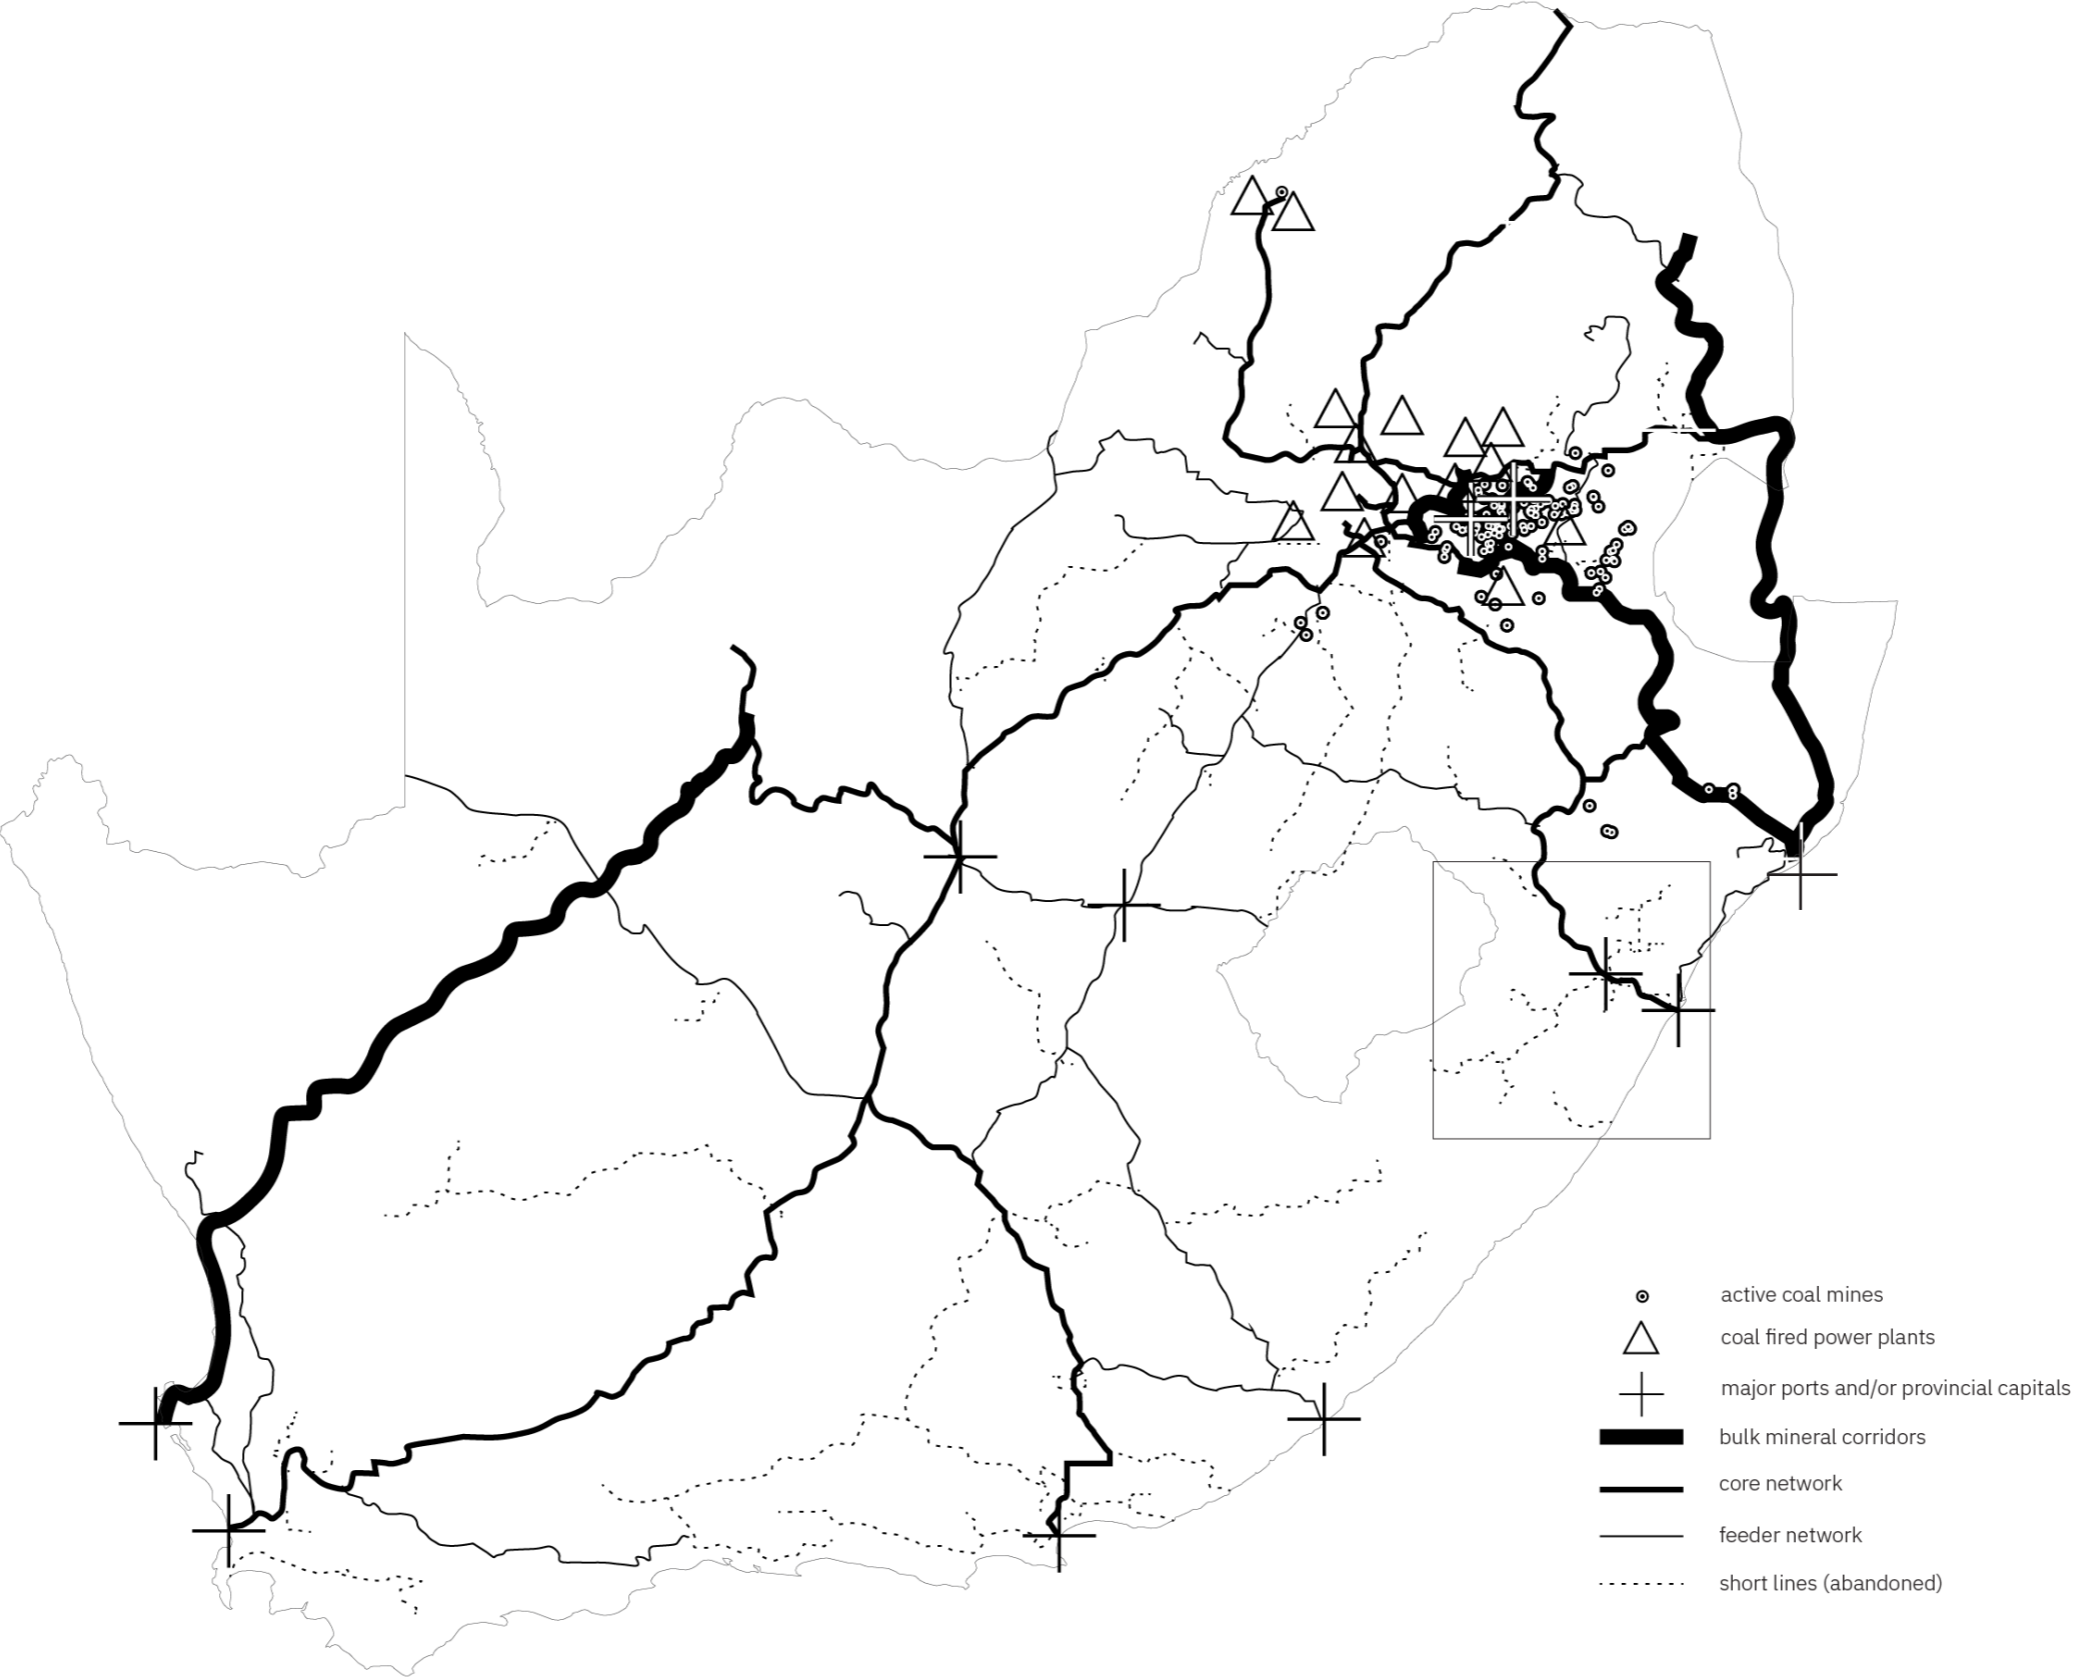 active coal mines
coal fired power plants
major ports and/or provincial capitals
bulk mineral corridors
core network
feeder network
short lines (abandoned)